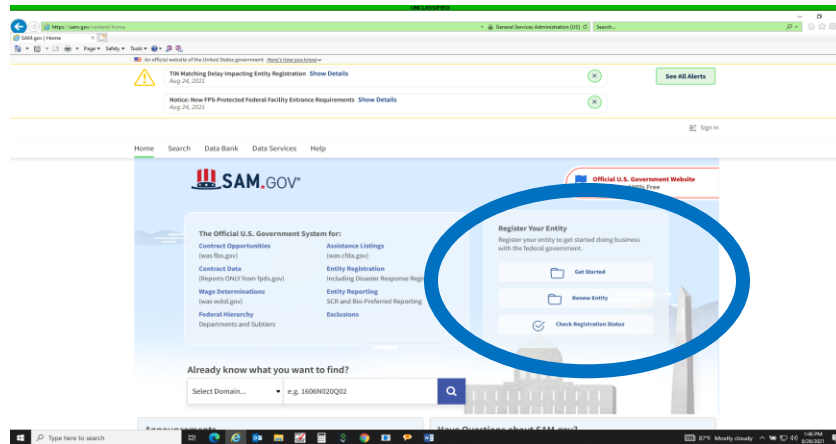 UNCLASSIFIED
https://sam.gov/content/home
General Services Administration [US]
Search...
SAM.gov | Home
Page Safety Tools
An official website of the United States government Here's how you know
TIN Matching Delay Impacting Entity Registration Show Details
Aug 24, 2021
See All Alerts
Notice: New FPS-Protected Federal Facility Entrance Requirements Show Details
Aug 24, 2021
Sign In
Home Search Data Bank Data Services Help
SAM.GOV®
Official U.S. Government Website
100% Free
The Official U.S. Government System for:
Contract Opportunities
(was fbo.gov)
Contract Data
(Reports ONLY from fpds.gov)
Wage Determinations
(was wdol.gov)
Federal Hierarchy
Departments and Subtiers
Assistance Listings
(was cfda.gov)
Entity Registration
Including Disaster Response Regi
Entity Reporting
SCR and Bio-Preferred Reporting
Exclusions
Register Your Entity
Register your entity to get started doing business
with the federal government.
Get Started
Renew Entity
Check Registration Status
Already know what you want to find?
Select Domain... e.g. 1606N020Q02
Announcements
Have Questions about SAM.gov?
Type here to search
87°F Mostly cloudy
1:46 PM